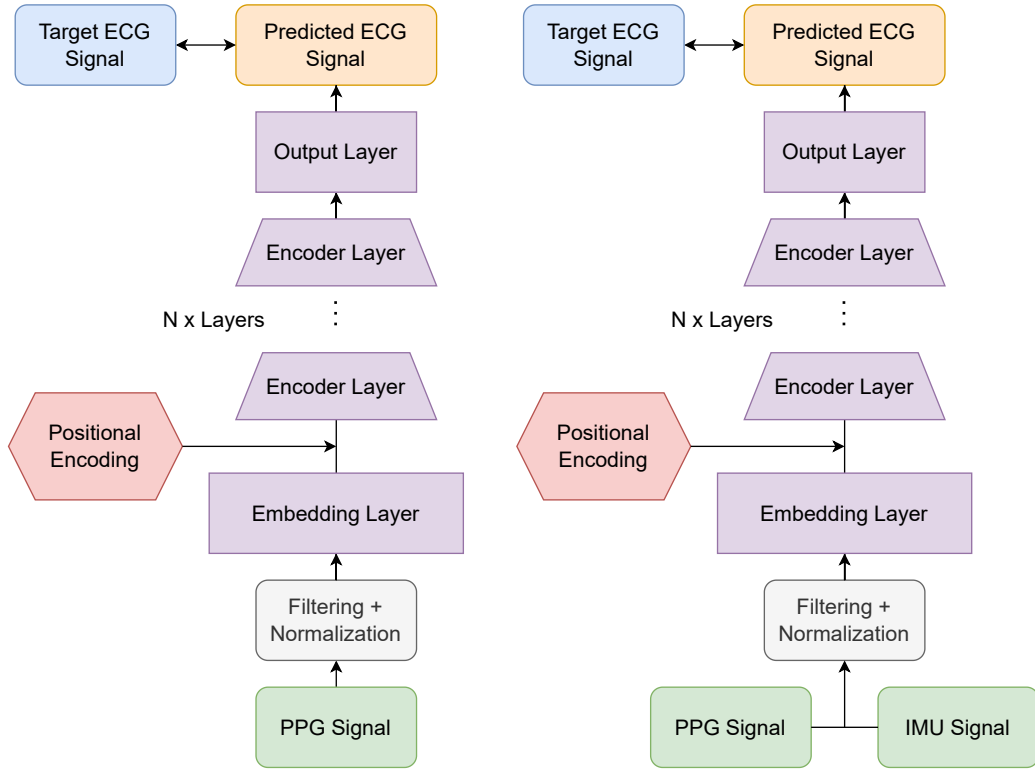 Target ECG
Signal
Predicted ECG
Signal
Output Layer
Encoder Layer
N x Layers
Encoder Layer
Positional
Encoding
Embedding Layer
Filtering +
Normalization
PPG Signal
Target ECG
Signal
Predicted ECG
Signal
Output Layer
Encoder Layer
N x Layers
Encoder Layer
Positional
Encoding
Embedding Layer
Filtering +
Normalization
PPG Signal
IMU Signal